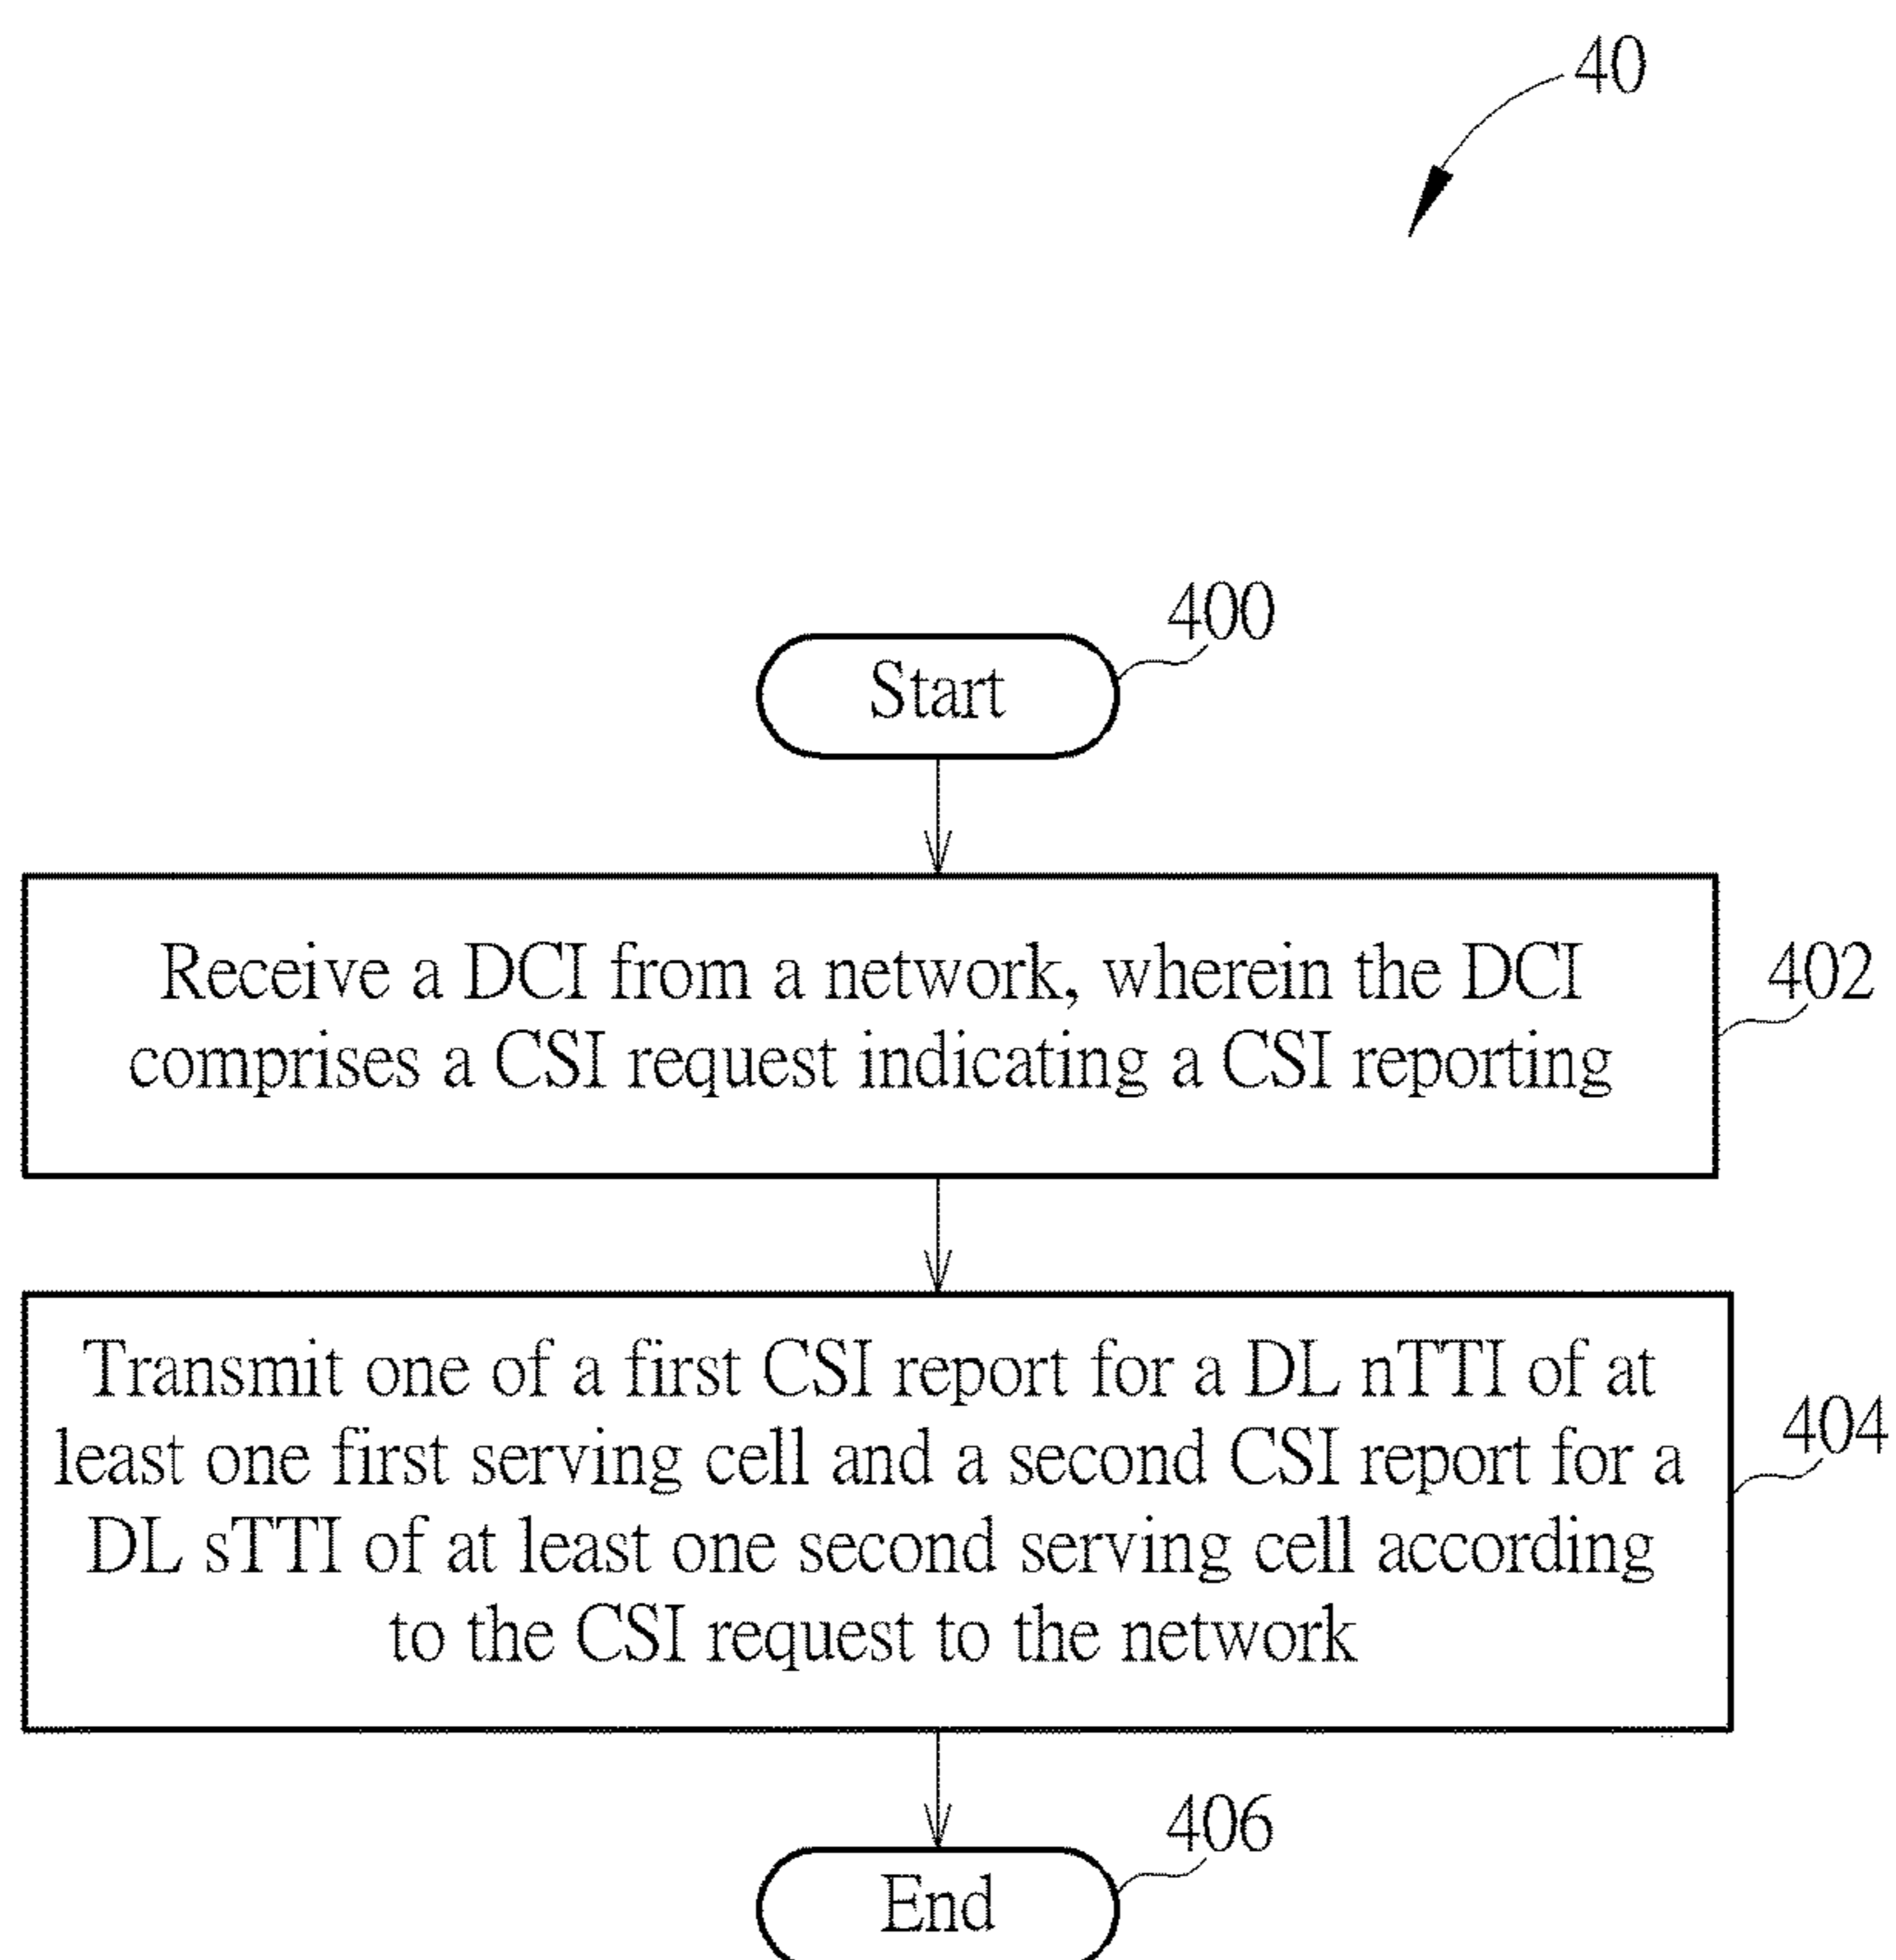 40
400
Start
Receive a DCI from a network, wherein the DCI
comprises a CSI request indicating a CSI reporting
402
Transmit one of a first CSI report for a DL nTTI of at
least one first serving cell and a second CSI report for a
DL sTTI of at least one second serving cell according
to the CSI request to the network
404
406
End